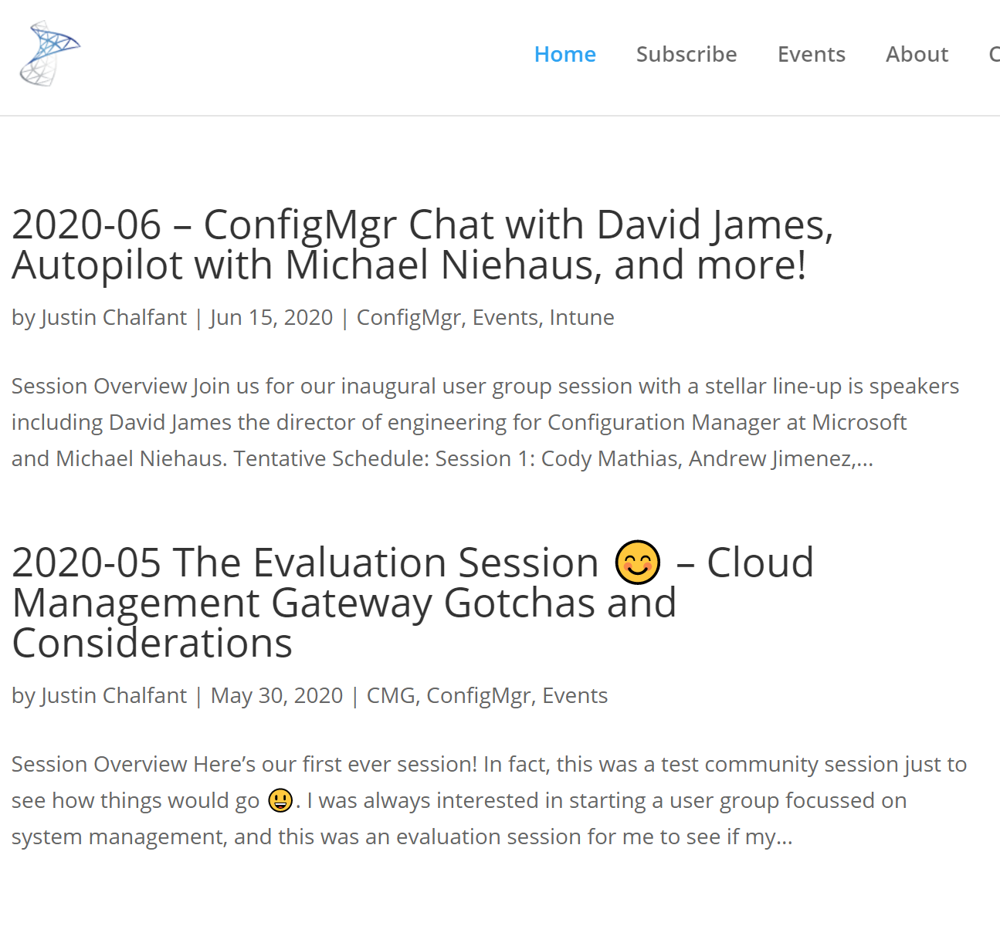 Home Subscribe Events About C
2020-06 – ConfigMgr Chat with David James,
Autopilot with Michael Niehaus, and more!
by Justin Chalfant | Jun 15, 2020 | ConfigMgr, Events, Intune
Session Overview Join us for our inaugural user group session with a stellar line-up is speakers
including David James the director of engineering for Configuration Manager at Microsoft
and Michael Niehaus. Tentative Schedule: Session 1: Cody Mathias, Andrew Jimenez,...
2020-05 The Evaluation Session 😊 – Cloud
Management Gateway Gotchas and
Considerations
by Justin Chalfant | May 30, 2020 | CMG, ConfigMgr, Events
Session Overview Here’s our first ever session! In fact, this was a test community session just to
see how things would go 😃. I was always interested in starting a user group focussed on
system management, and this was an evaluation session for me to see if my...